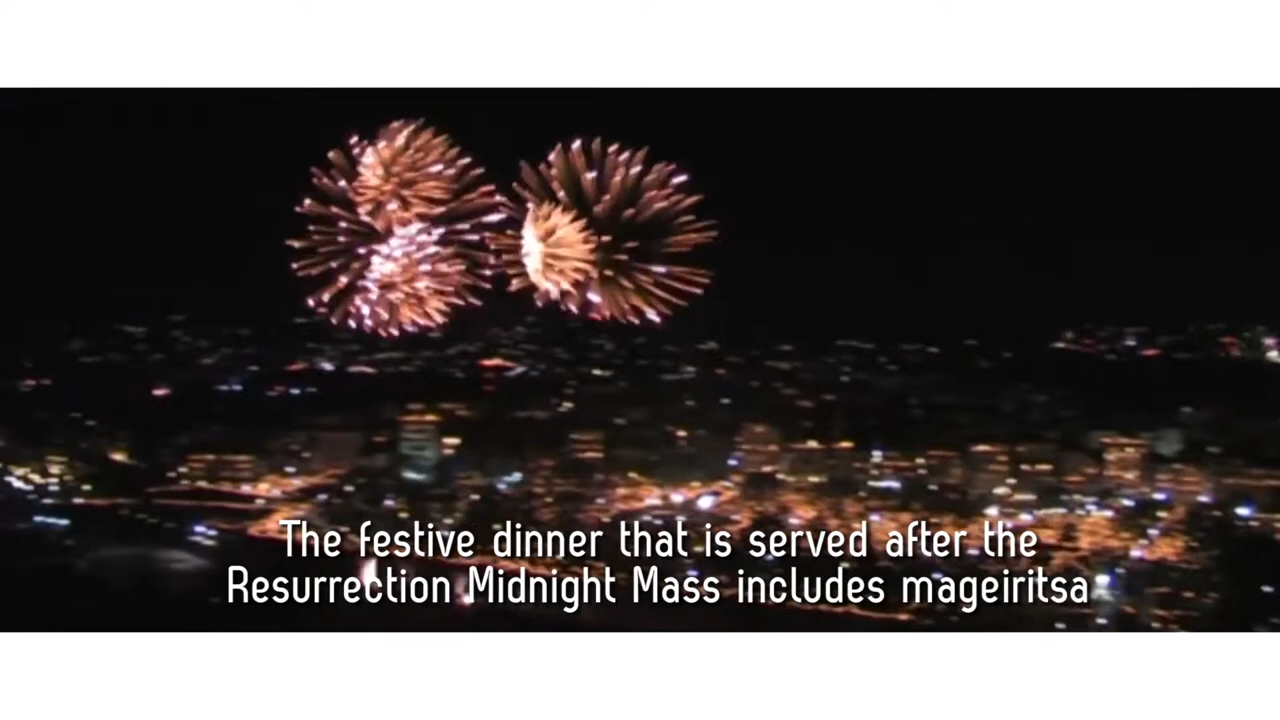 The festive dinner that is served after the
Resurrection Midnight Mass includes mageiritsa